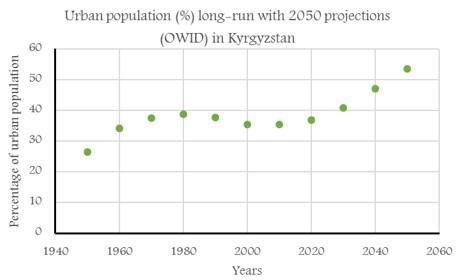 Urban population (%) long-run with 2050 projections
(OWID) in Kyrgyzstan
Percentage of urban population
60
50
40
30
20
10
0
1940 1960 1980 2000 2020 2040 2060
Years